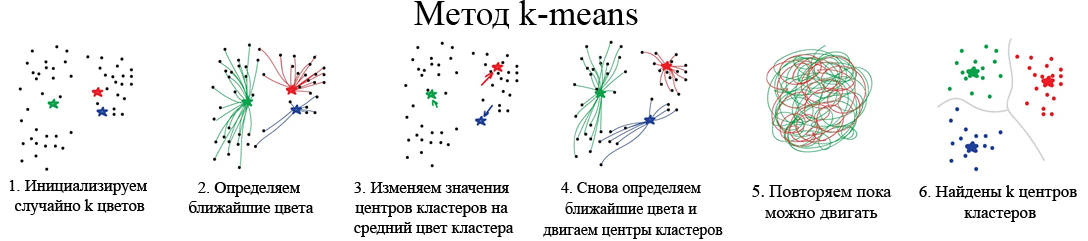 Метод k-means
1. Инициализируем
случайно k цветов
2. Определяем
ближайшие цвета
3. Изменяем значения
центров кластеров на
средний цвет кластера
4. Снова определям
ближайшие цвета и
двигаем центры кластеров
5. Повторяем пока
можно двигать
6. Найдены k центров
кластеров